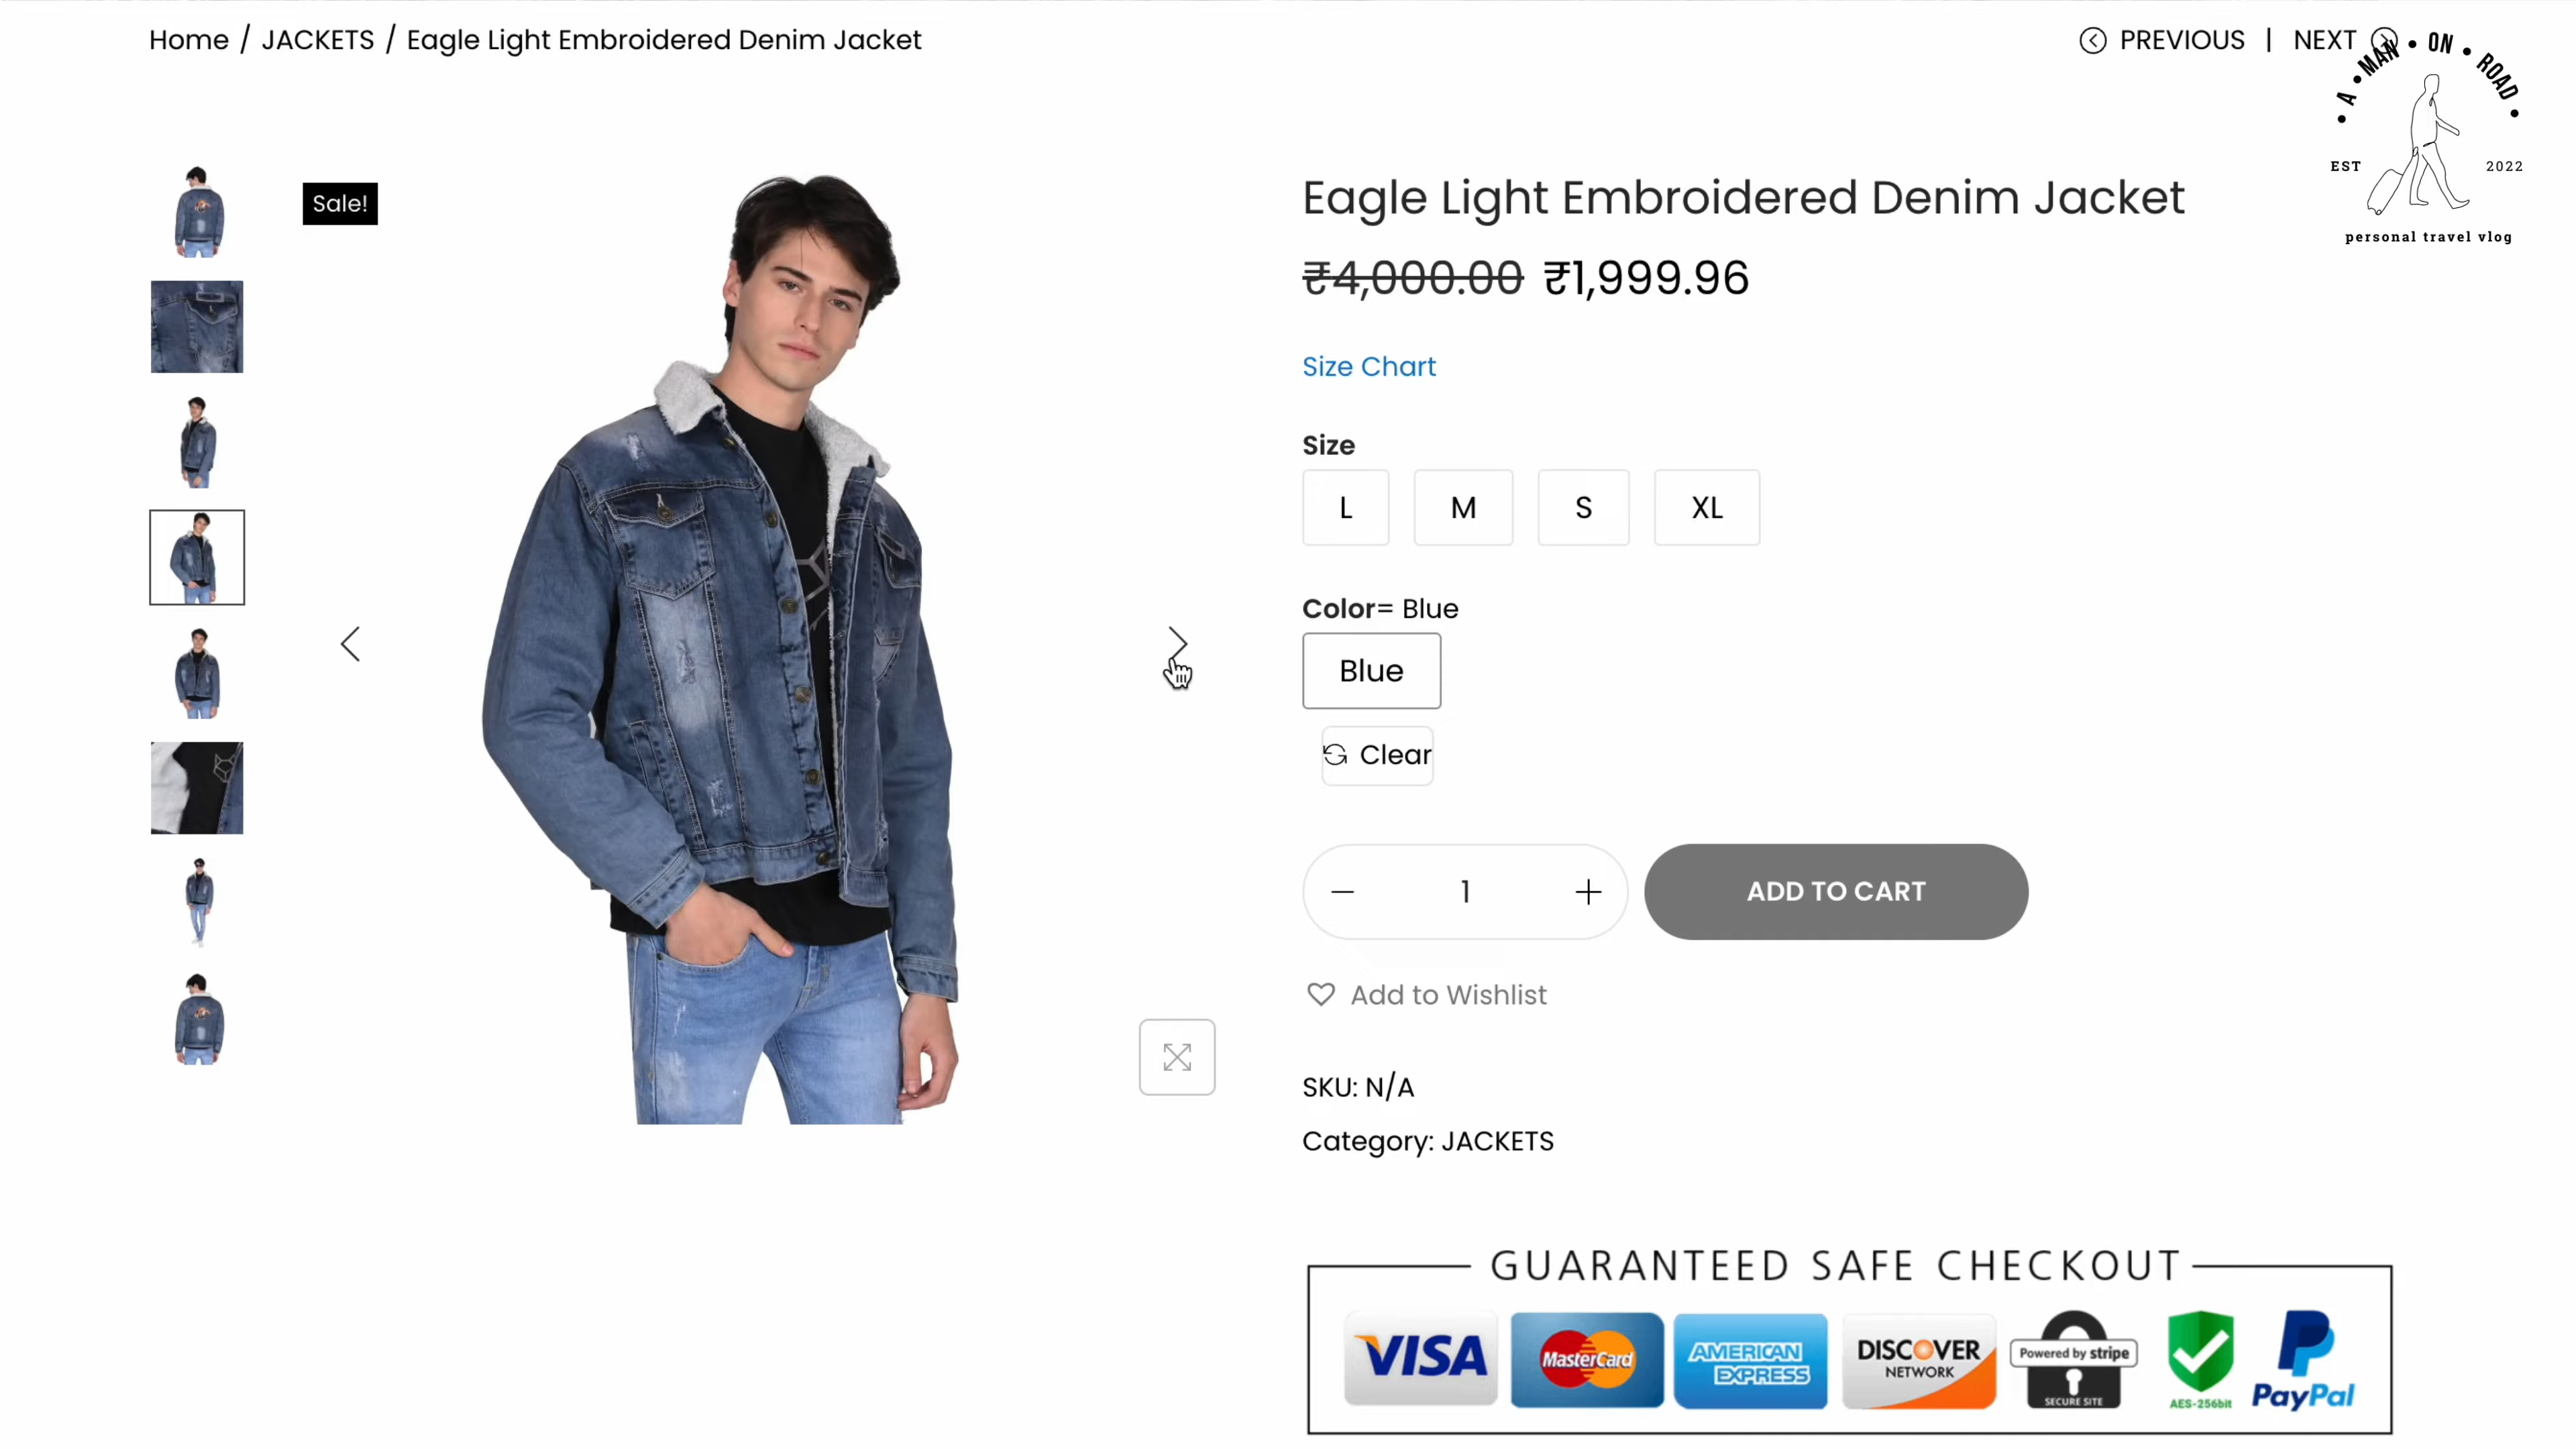 Home / JACKETS / Eagle Light Embroidered Denim Jacket
PREVIOUS | NEXT
• A • MAN • ON • ROAD •
EST 2022
personal travel vlog
Sale!
Eagle Light Embroidered Denim Jacket
₹4,000.00 ₹1,999.96
Size Chart
Size
L M S XL
Color= Blue
Blue
Clear
− 1 + ADD TO CART
Add to Wishlist
SKU: N/A
Category: JACKETS
GUARANTEED SAFE CHECKOUT
VISA
MasterCard
AMERICAN
EXPRESS
DISCOVER
NETWORK
Powered by stripe
SECURE SITE
AES-256bit
PayPal